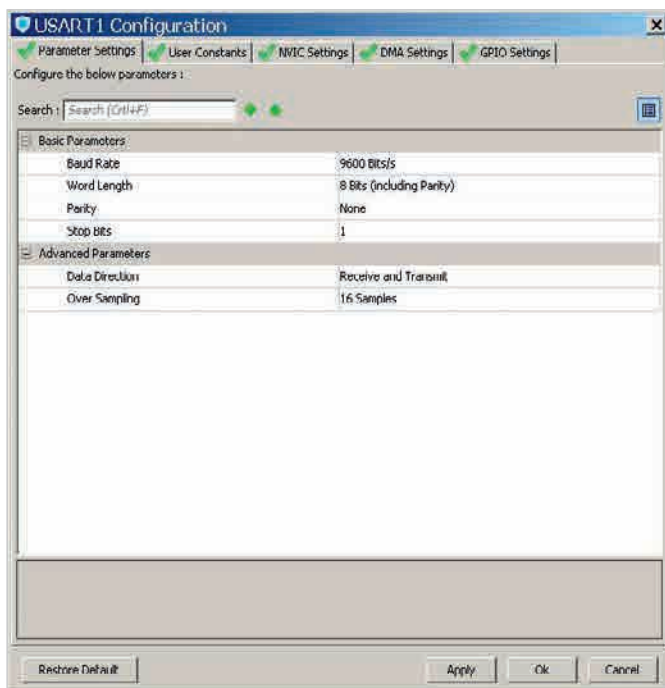 USART1 Configuration
Parameter Settings User Constants NVIC Settings DMA Settings GPIO Settings
Configure the below parameters :
Search : Search (Crtl+F)
Basic Parameters
Baud Rate 9600 Bits/s
Word Length 8 Bits (including Parity)
Parity None
Stop Bits 1
Advanced Parameters
Data Direction Receive and Transmit
Over Sampling 16 Samples
Restore Default Apply Ok Cancel